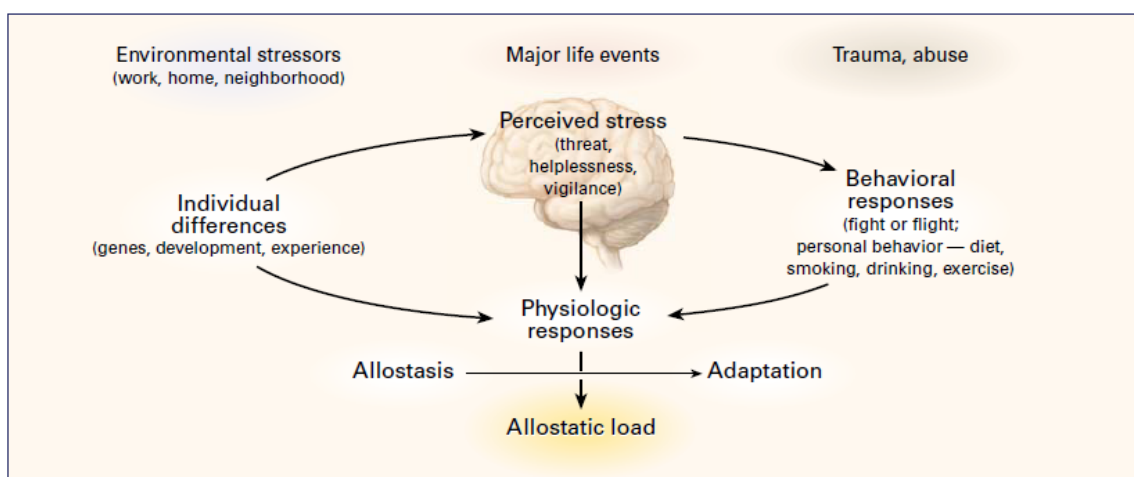 Environmental stressors
(work, home, neighborhood)
Major life events
Trauma, abuse
Perceived stress
(threat,
helplessness,
vigilance)
Individual
differences
(genes, development, experience)
Behavioral
responses
(fight or flight;
personal behavior — diet,
smoking, drinking, exercise)
Physiologic
responses
Allostasis
Adaptation
Allostatic load